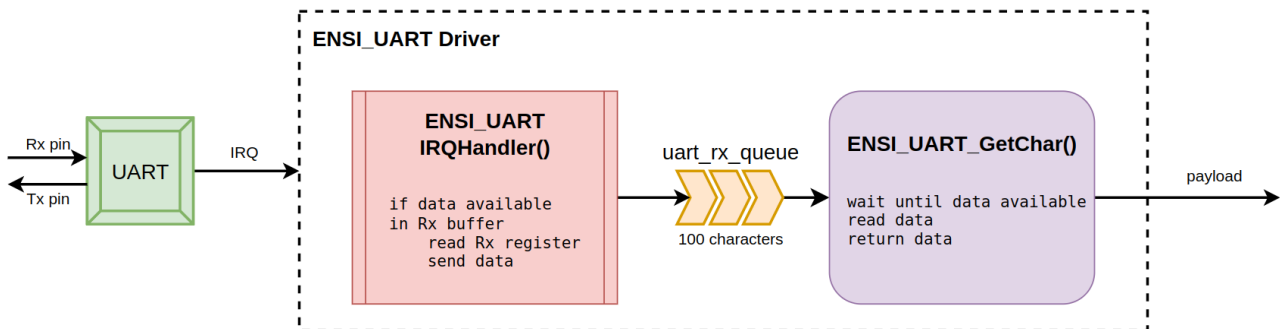 ENSI_UART Driver
Rx pin
Tx pin
UART
IRQ
ENSI_UART
IRQHandler()
if data available
in Rx buffer
    read Rx register
    send data
uart_rx_queue
100 characters
ENSI_UART_GetChar()
wait until data available
read data
return data
payload